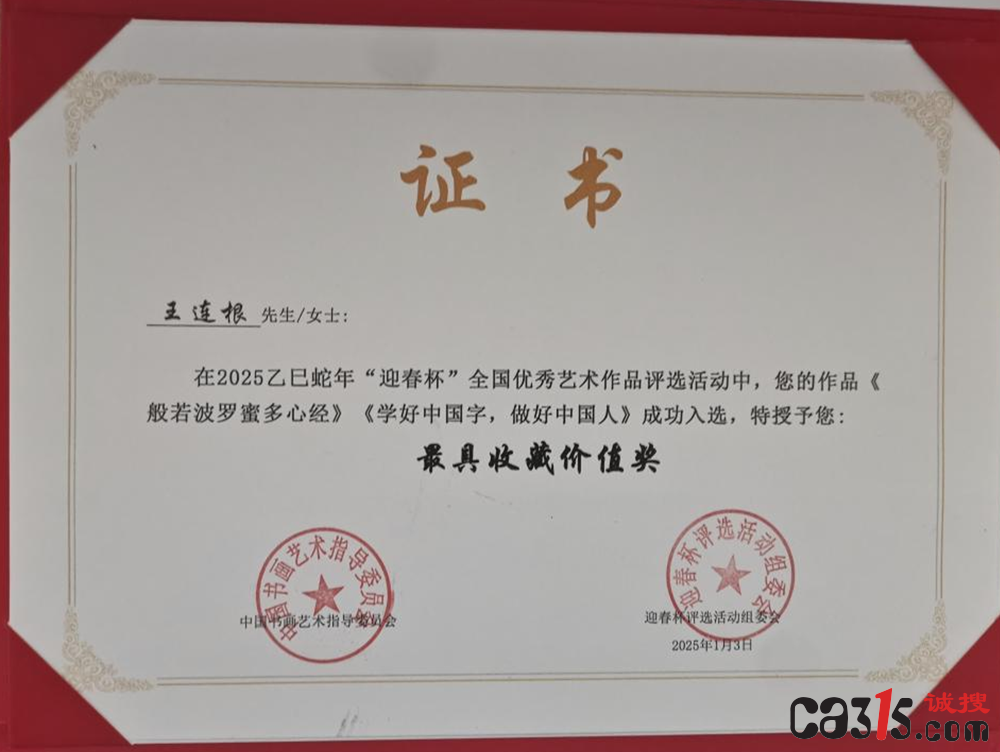 证书
王连根先生/女士:
在2025乙巳蛇年“迎春杯”全国优秀艺术作品评选活动中，您的作品《
般若波罗蜜多心经》《学好中国字，做好中国人》成功入选，特授予您:
最具收藏价值奖
中国书画艺术指导委员会
迎春杯评选活动组委会
中国书画艺术指导委员会
迎春杯评选活动组委会
2025年1月3日
ca315诚搜
.com